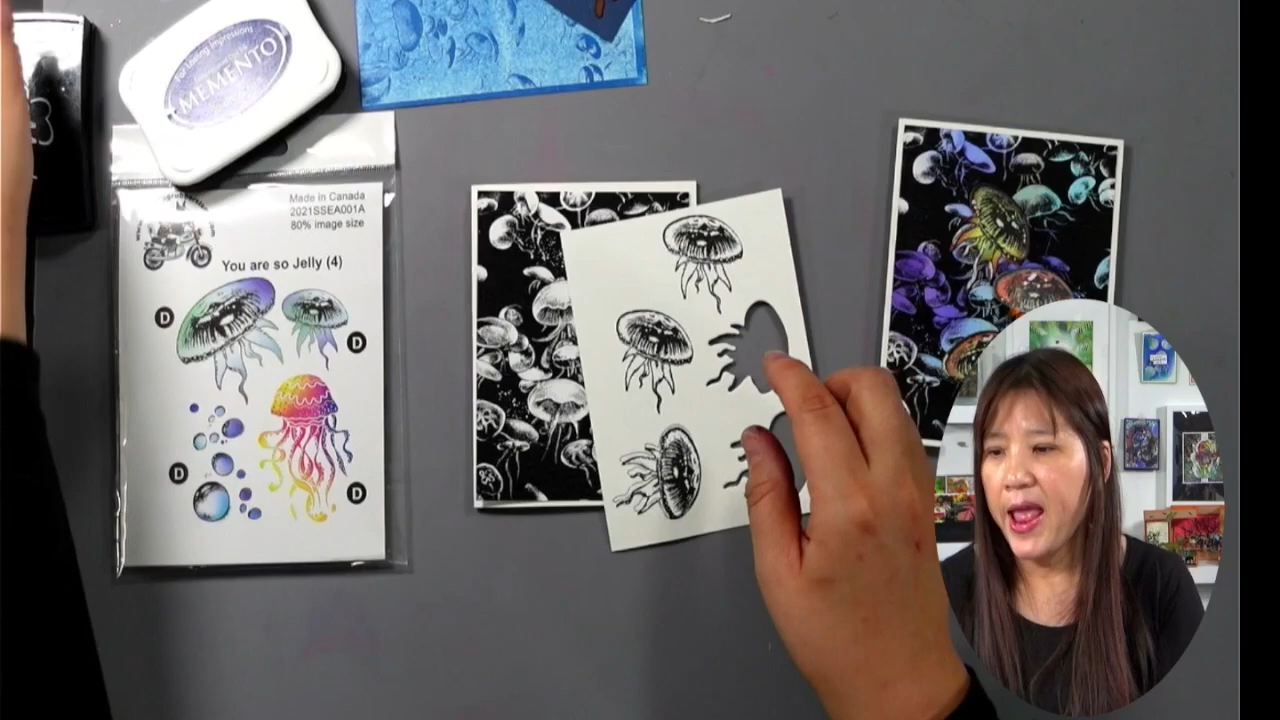 For Lasting Impressions
MEMENTO
Made in Canada
2021SSEA001A
80% image size
You are so Jelly (4)
D
D
D
D